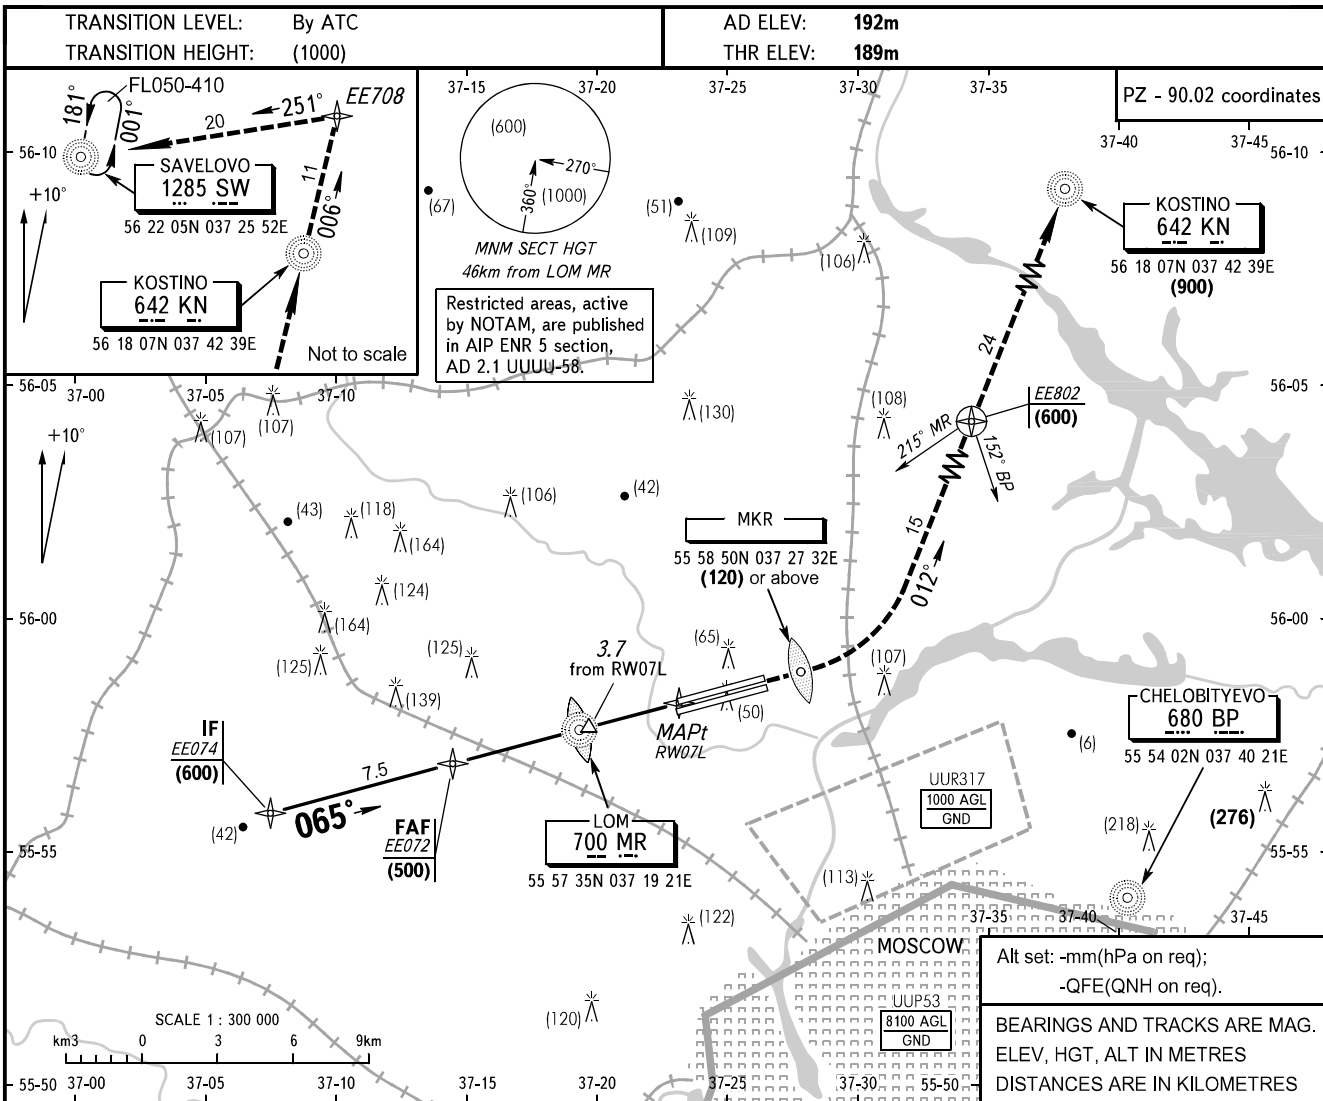 TRANSITION LEVEL: By ATC
TRANSITION HEIGHT: (1000)
AD ELEV: 192m
THR ELEV: 189m
PZ - 90.02 coordinates
FL050-410
181°
001°
251°
20
EE708
SAVELOVO
1285 SW
56 22 05N 037 25 52E
11
006°
+10°
KOSTINO
642 KN
56 18 07N 037 42 39E
Not to scale
37-15
37-20
37-25
37-30
37-35
37-40
37-45
56-10
56-10
(600)
270°
360°
(1000)
MNM SECT HGT
46km from LOM MR
Restricted areas, active
by NOTAM, are published
in AIP ENR 5 section,
AD 2.1 UUUU-58.
(67)
(51)
(109)
(106)
KOSTINO
642 KN
56 18 07N 037 42 39E
(900)
24
56-05
37-00
37-05
37-10
56-05
(107)
(107)
(130)
(108)
EE802
(600)
215° MR
152° BP
+10°
(43)
(118)
(164)
(106)
(42)
MKR
55 58 50N 037 27 32E
(120) or above
15
012°
(124)
56-00
(164)
(125)
(125)
(139)
3.7
from RW07L
(65)
(107)
56-00
(50)
MAPt
RW07L
IF
EE074
(600)
7.5
065°
(42)
FAF
EE072
(500)
LOM
700 MR
55 57 35N 037 19 21E
CHELOBITYEVO
680 BP
55 54 02N 037 40 21E
(6)
UUR317
1000 AGL
GND
(218)
(276)
55-55
55-55
(113)
(122)
37-35
37-40
37-45
MOSCOW
(120)
UUP53
8100 AGL
GND
Alt set: -mm(hPa on req);
-QFE(QNH on req).
BEARINGS AND TRACKS ARE MAG.
ELEV, HGT, ALT IN METRES
DISTANCES ARE IN KILOMETRES
SCALE 1 : 300 000
km3 0 3 6 9km
55-50
37-00
37-05
37-10
37-15
37-20
37-25
37-30
55-50